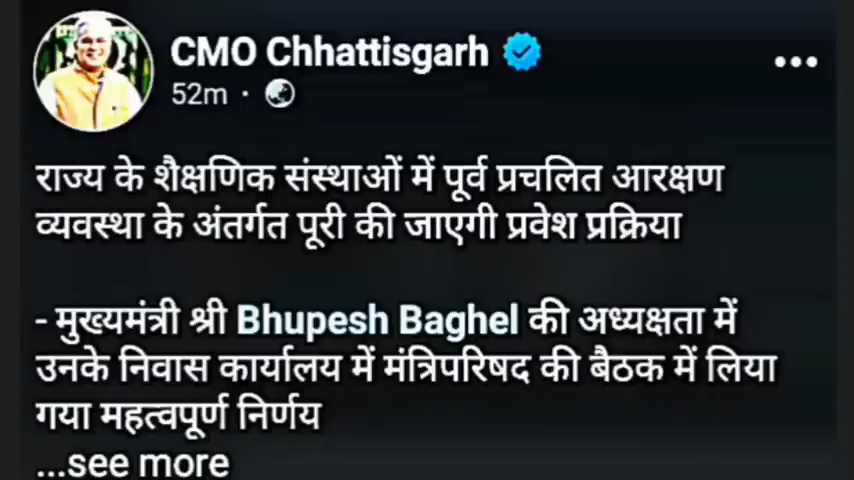 CMO Chhattisgarh
52m ·
राज्य के शैक्षणिक संस्थाओं में पूर्व प्रचलित आरक्षण
व्यवस्था के अंतर्गत पूरी की जाएगी प्रवेश प्रक्रिया
- मुख्यमंत्री श्री Bhupesh Baghel की अध्यक्षता में
उनके निवास कार्यालय में मंत्रिपरिषद की बैठक में लिया
गया महत्वपूर्ण निर्णय
...see more